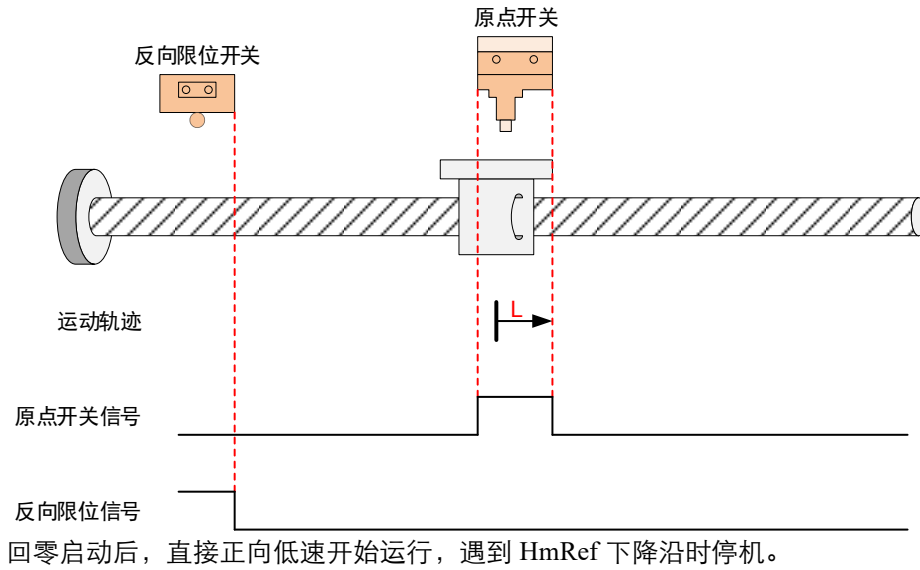 原点开关
反向限位开关
运动轨迹
L
原点开关信号
反向限位信号
回零启动后，直接正向低速开始运行，遇到 HmRef 下降沿时停机。